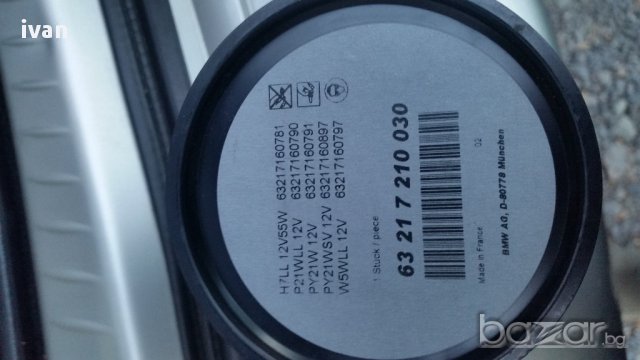 ivan
H7LL 12V55W 63217160781
P21WLL 12V 63217160790
PY21W 12V 63217160791
PY21WSV 12V 63217160897
W5WLL 12V 63217160797
1 Stück / piece
63 21 7 210 030
Made in France 02
BMW AG, D-80778 München
bazar.bg